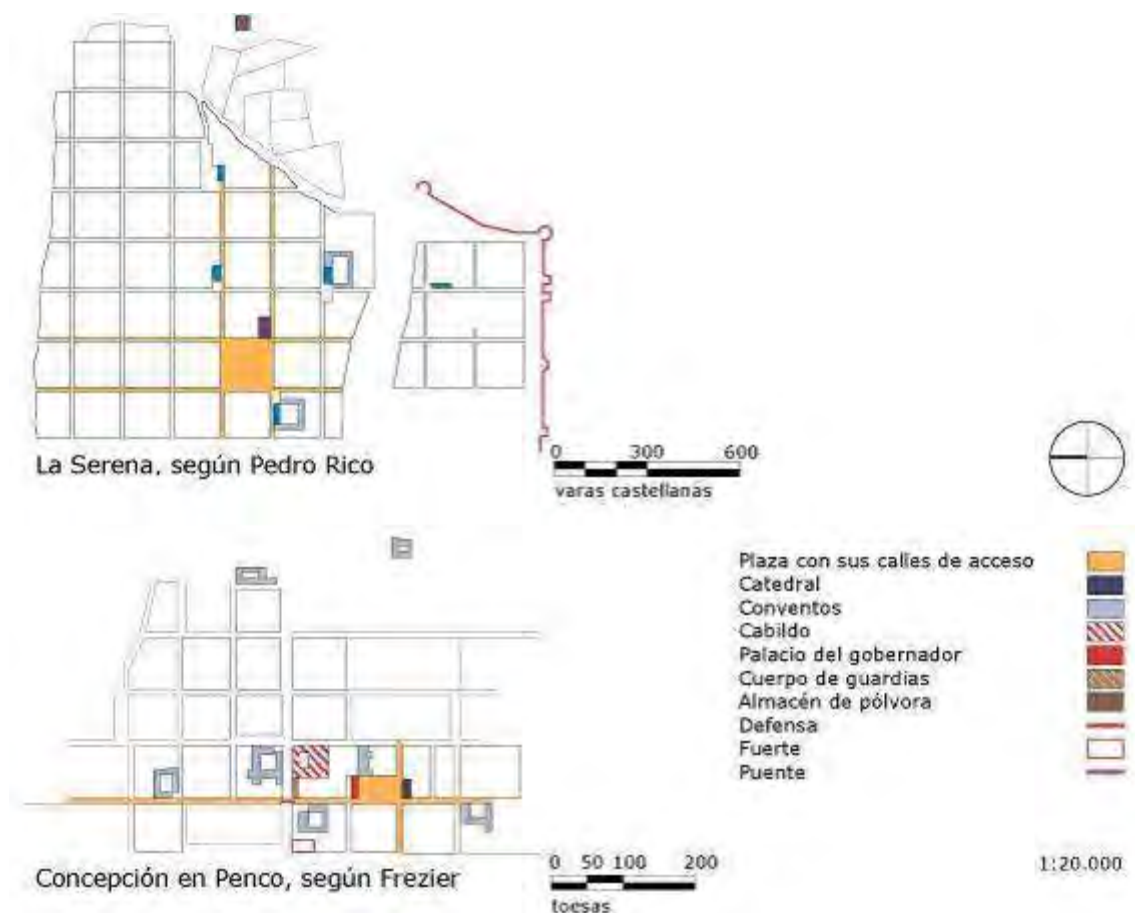 La Serena, según Pedro Rico
0 300 600
varas castellanas
Plaza con sus calles de acceso
Catedral
Conventos
Cabildo
Palacio del gobernador
Cuerpo de guardias
Almacén de pólvora
Defensa
Fuerte
Puente
Concepción en Penco, según Frezier
0 50 100 200
toesas
1:20.000